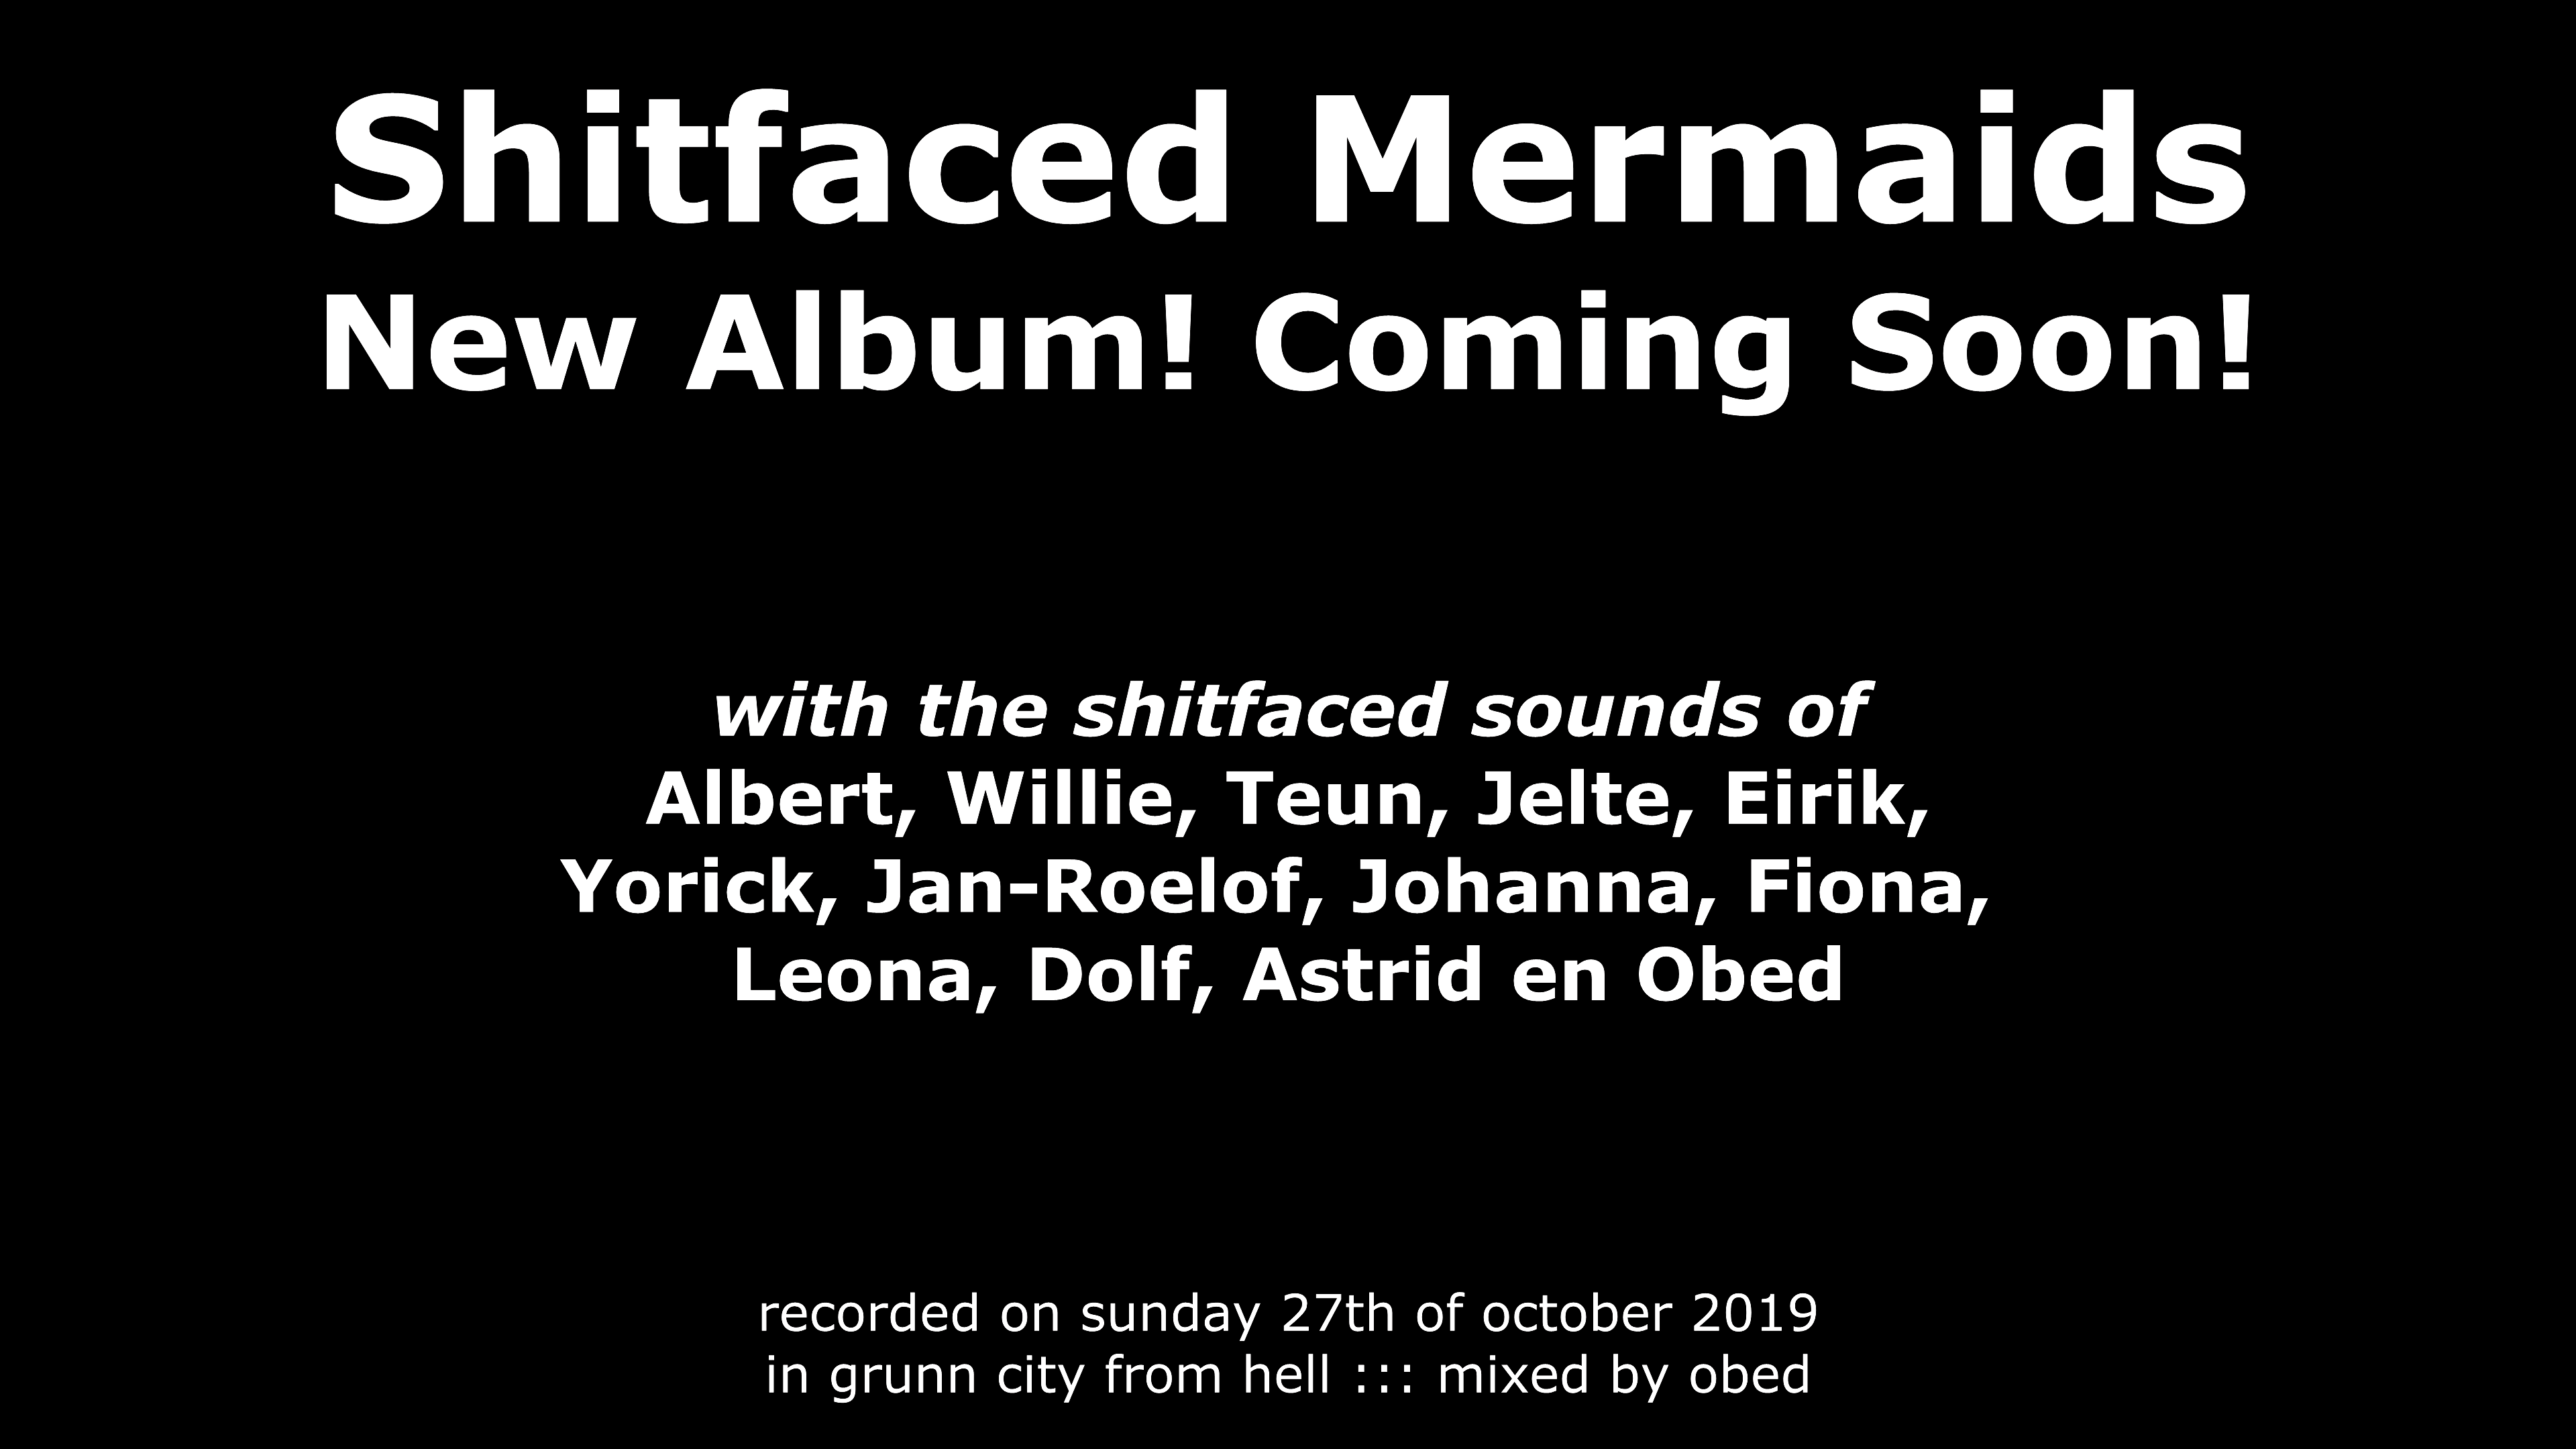 Shitfaced Mermaids
New Album! Coming Soon!
with the shitfaced sounds of
Albert, Willie, Teun, Jelte, Eirik,
Yorick, Jan-Roelof, Johanna, Fiona,
Leona, Dolf, Astrid en Obed
recorded on sunday 27th of october 2019
in grunn city from hell ::: mixed by obed